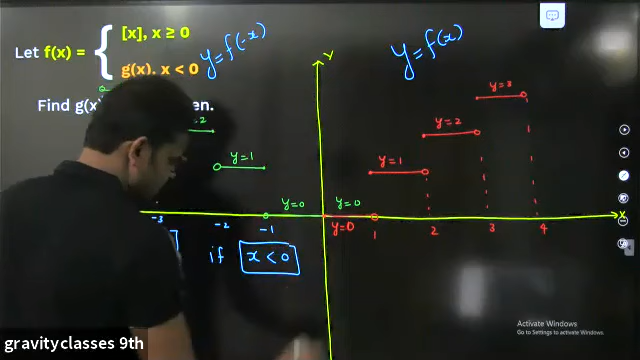 Let f(x) = { [x], x ≥ 0
g(x). x < 0
y = f(-x)
y = f(x)
Find g(x) en.
Y
y = 3
y = 2
y = 1
=2
y = 1
y = 0
y = 0
y = 0
-3
-2
-1
1
2
3
4
X
if x < 0
Activate Windows
Go to Settings to activate Windows.
gravityclasses 9th